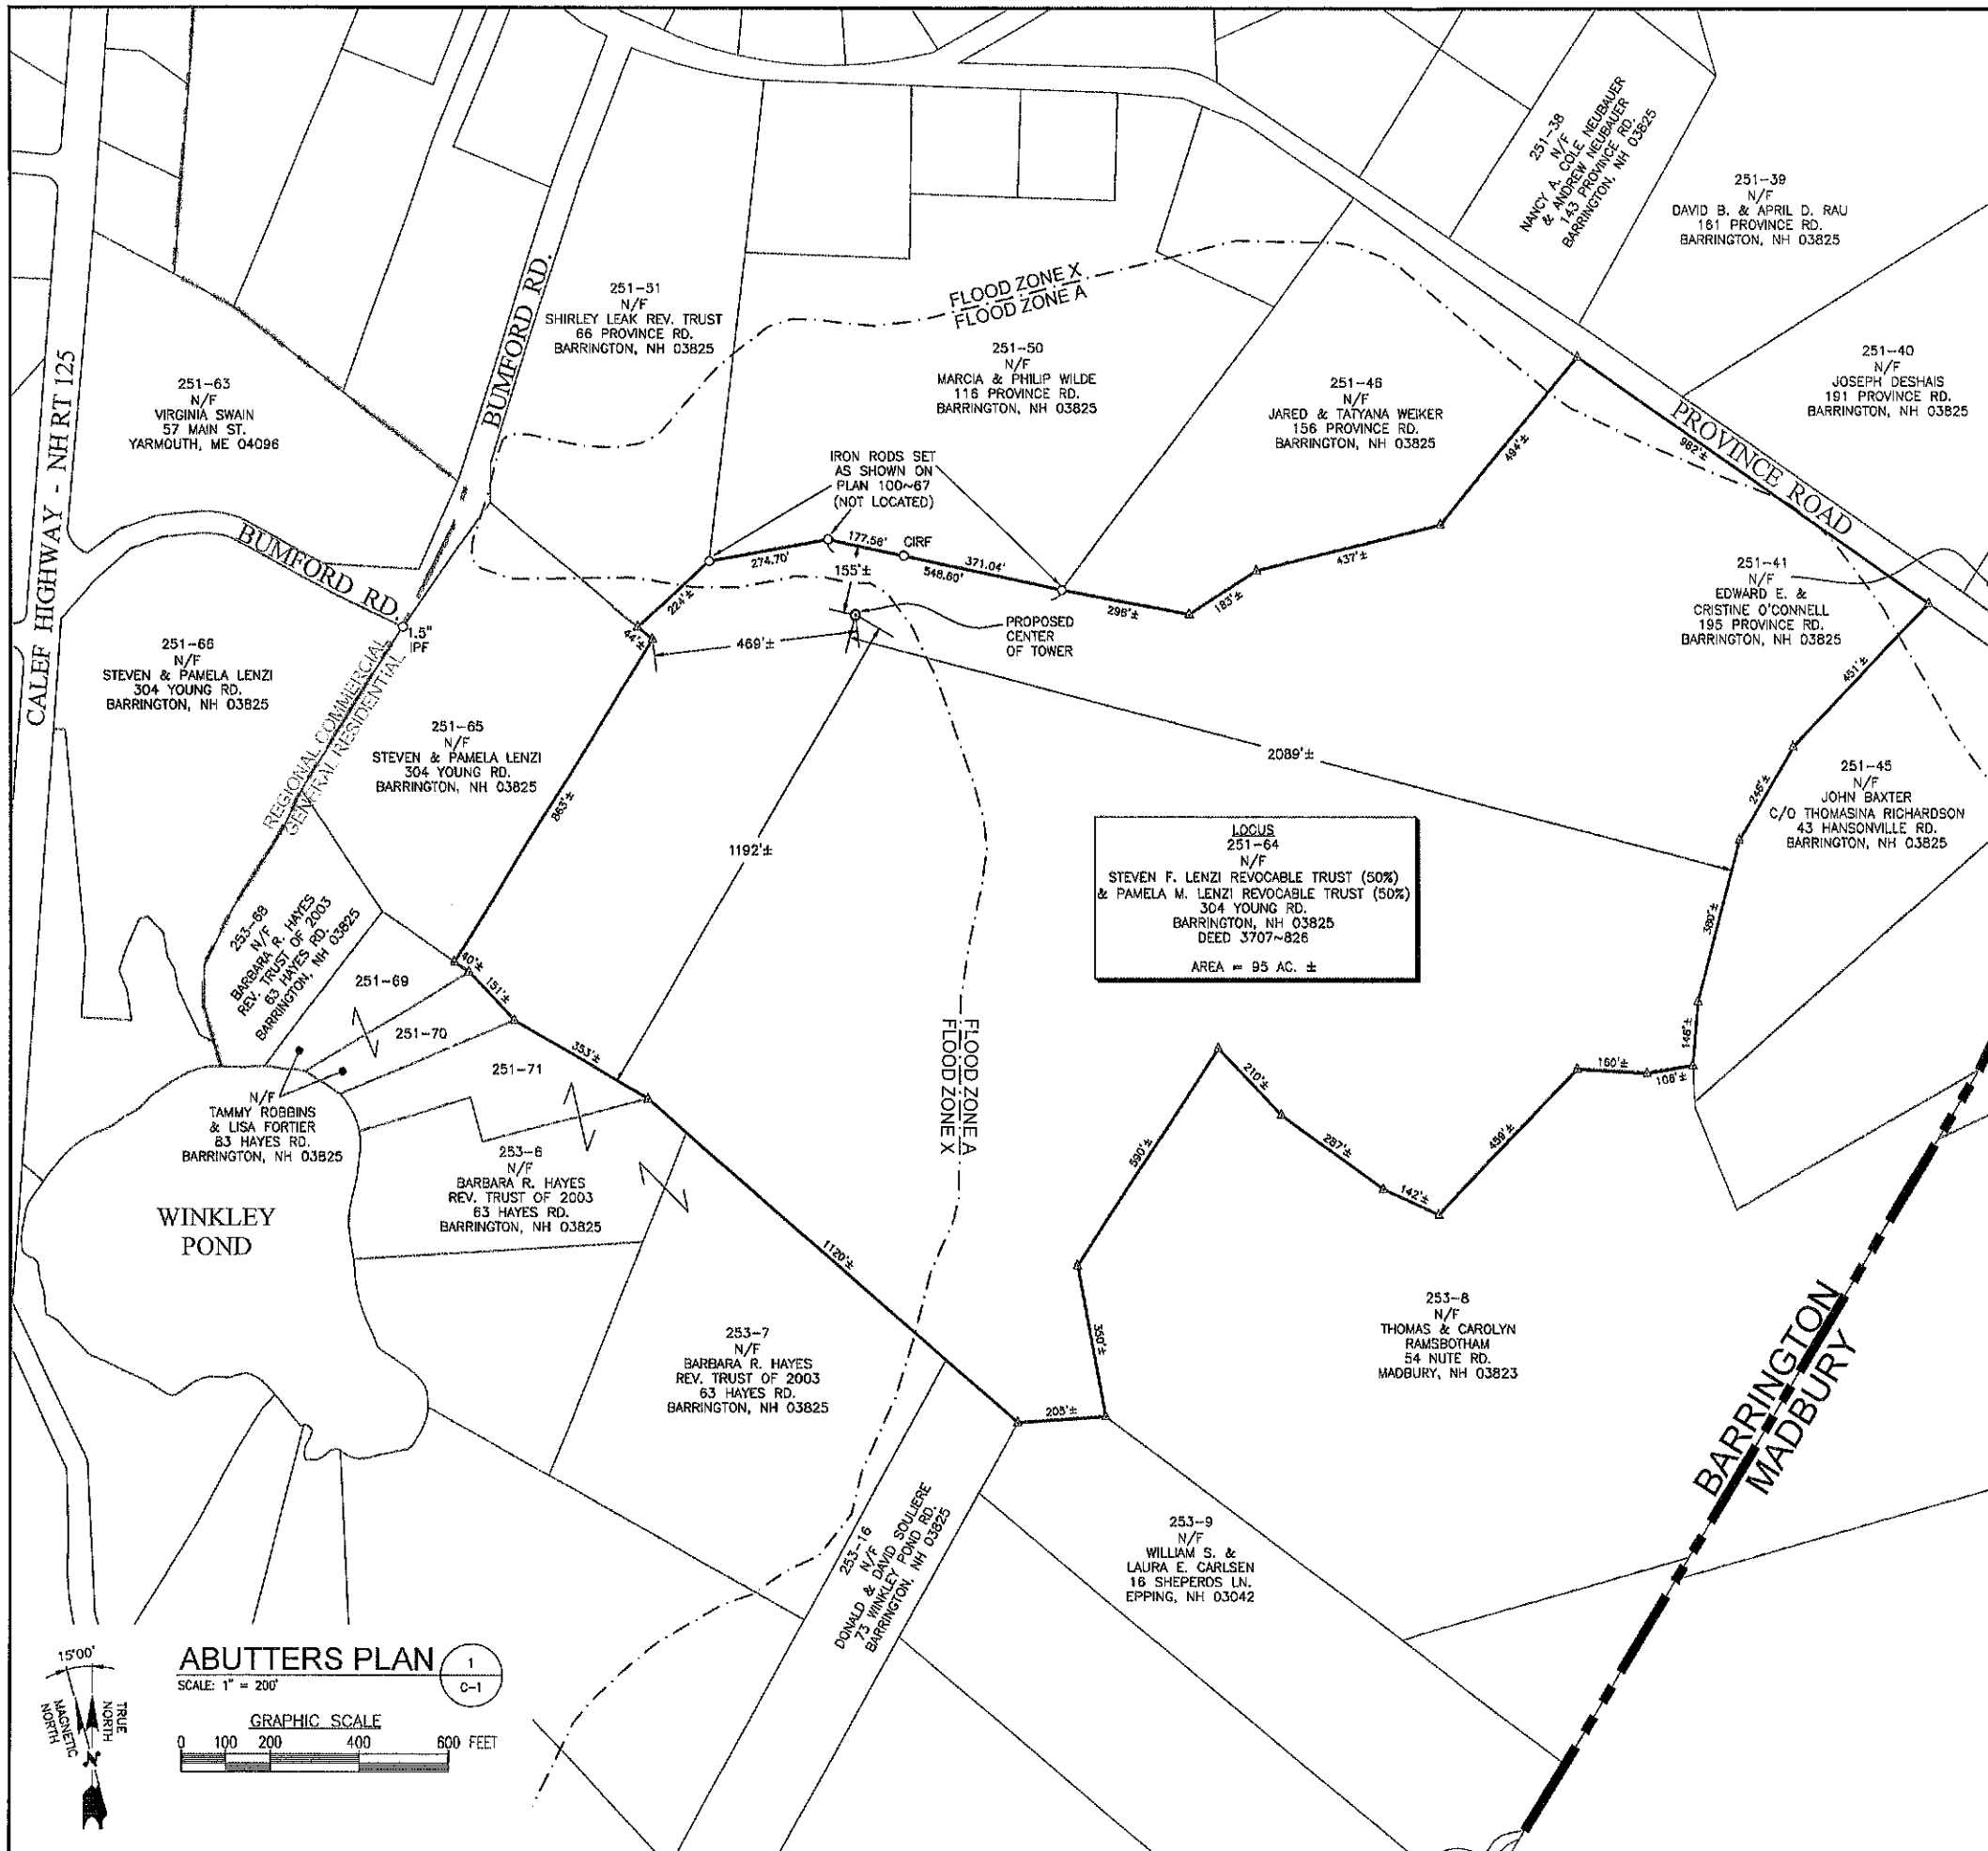 251-38
N/F
NANCY A. COLE NEUBAUER
& ANDREW NEUBAUER
143 PROVINCE RD.
BARRINGTON, NH 03825
251-39
N/F
DAVID B. & APRIL D. RAU
161 PROVINCE RD.
BARRINGTON, NH 03825
251-51
N/F
SHIRLEY LEAK REV. TRUST
66 PROVINCE RD.
BARRINGTON, NH 03825
BUMFORD RD.
FLOOD ZONE X
FLOOD ZONE A
251-50
N/F
MARCIA & PHILIP WILDE
116 PROVINCE RD.
BARRINGTON, NH 03825
251-46
N/F
JARED & TATYANA WEIKER
156 PROVINCE RD.
BARRINGTON, NH 03825
251-40
N/F
JOSEPH DESHAIS
191 PROVINCE RD.
BARRINGTON, NH 03825
251-63
N/F
VIRGINIA SWAIN
57 MAIN ST.
YARMOUTH, ME 04096
CALEF HIGHWAY - NH RT 125
PROVINCE ROAD
982'±
494'±
IRON RODS SET
AS SHOWN ON
PLAN 100~67
(NOT LOCATED)
BUMFORD RD.
1.5"
IPF
274.70'
177.56'
CIRF
371.04'
548.60'
155'±
298'±
183'±
437'±
224'±
44'±
469'±
PROPOSED
CENTER
OF TOWER
251-41
N/F
EDWARD E. &
CRISTINE O'CONNELL
195 PROVINCE RD.
BARRINGTON, NH 03825
451'±
251-66
N/F
STEVEN & PAMELA LENZI
304 YOUNG RD.
BARRINGTON, NH 03825
REGIONAL COMMERCIAL
GENERAL RESIDENTIAL
251-65
N/F
STEVEN & PAMELA LENZI
304 YOUNG RD.
BARRINGTON, NH 03825
863'±
1192'±
2089'±
246'±
251-45
N/F
JOHN BAXTER
C/O THOMASINA RICHARDSON
43 HANSONVILLE RD.
BARRINGTON, NH 03825
LOCUS
251-64
N/F
STEVEN F. LENZI REVOCABLE TRUST (50%)
& PAMELA M. LENZI REVOCABLE TRUST (50%)
304 YOUNG RD.
BARRINGTON, NH 03825
DEED 3707~826
AREA = 95 AC. ±
380'±
148'±
253-68
N/F
BARBARA R. HAYES
REV. TRUST OF 2003
63 HAYES RD.
BARRINGTON, NH 03825
251-69
40'±
151'±
251-70
353'±
251-71
FLOOD ZONE A
FLOOD ZONE X
210'±
287'±
142'±
459'±
160'±
106'±
590'±
350'±
N/F
TAMMY ROBBINS
& LISA FORTIER
83 HAYES RD.
BARRINGTON, NH 03825
WINKLEY
POND
253-6
N/F
BARBARA R. HAYES
REV. TRUST OF 2003
63 HAYES RD.
BARRINGTON, NH 03825
1120'±
253-7
N/F
BARBARA R. HAYES
REV. TRUST OF 2003
63 HAYES RD.
BARRINGTON, NH 03825
205'±
253-8
N/F
THOMAS & CAROLYN
RAMSBOTHAM
54 NUTE RD.
MADBURY, NH 03823
BARRINGTON
MADBURY
253-16
N/F
DONALD & DAVID SOULIERE
73 WINKLEY POND RD.
BARRINGTON, NH 03825
253-9
N/F
WILLIAM S. &
LAURA E. CARLSEN
16 SHEPERDS LN.
EPPING, NH 03042
15°00'
MAGNETIC
NORTH
TRUE
NORTH
N
ABUTTERS PLAN
SCALE: 1" = 200'
1
C-1
GRAPHIC SCALE
0 100 200 400 600 FEET